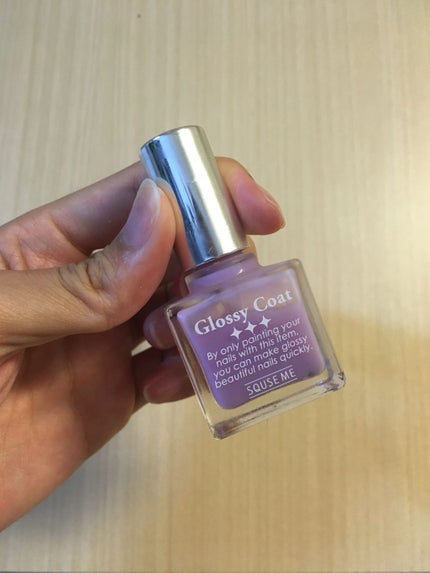 Glossy Coat
By only painting your
nails with this item,
you can make glossy
beautiful nails quickly.
SQUSE ME